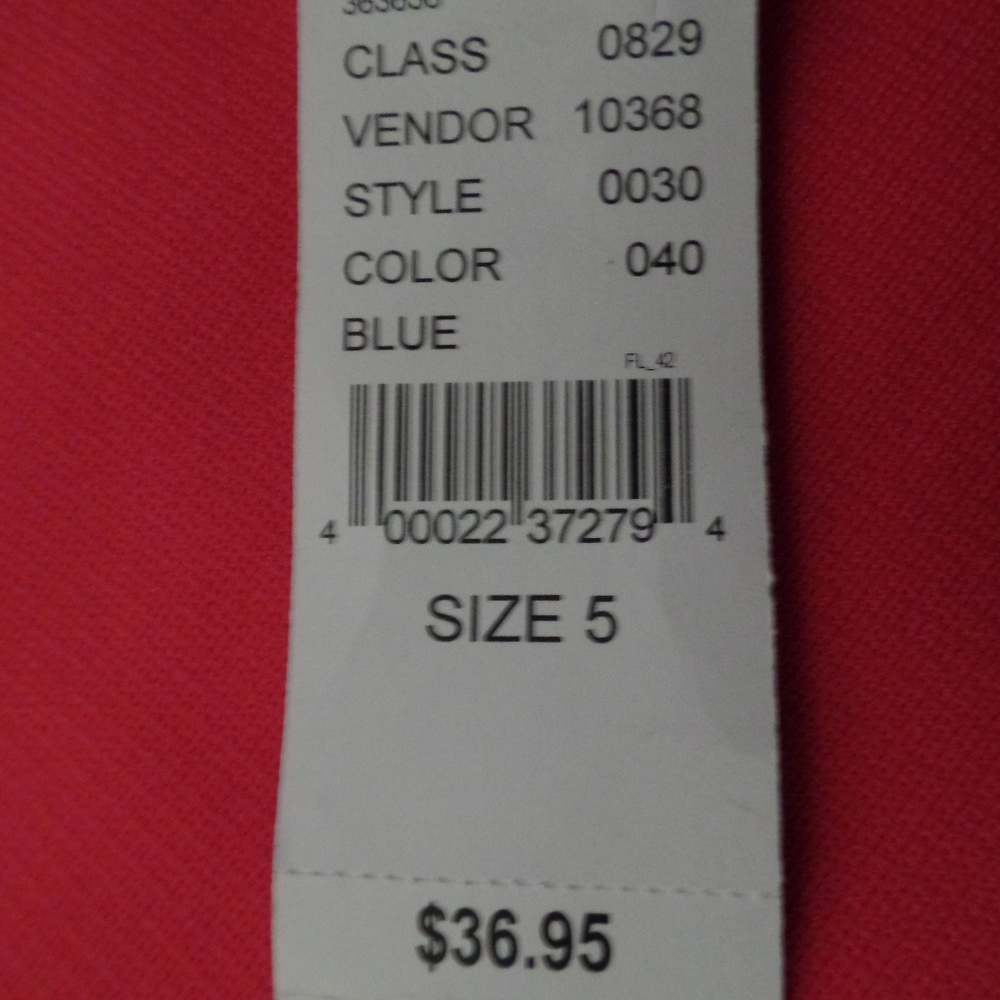 CLASS 0829
VENDOR 10368
STYLE 0030
COLOR 040
BLUE
FL_42
4 00022 37279 4
SIZE 5
$36.95